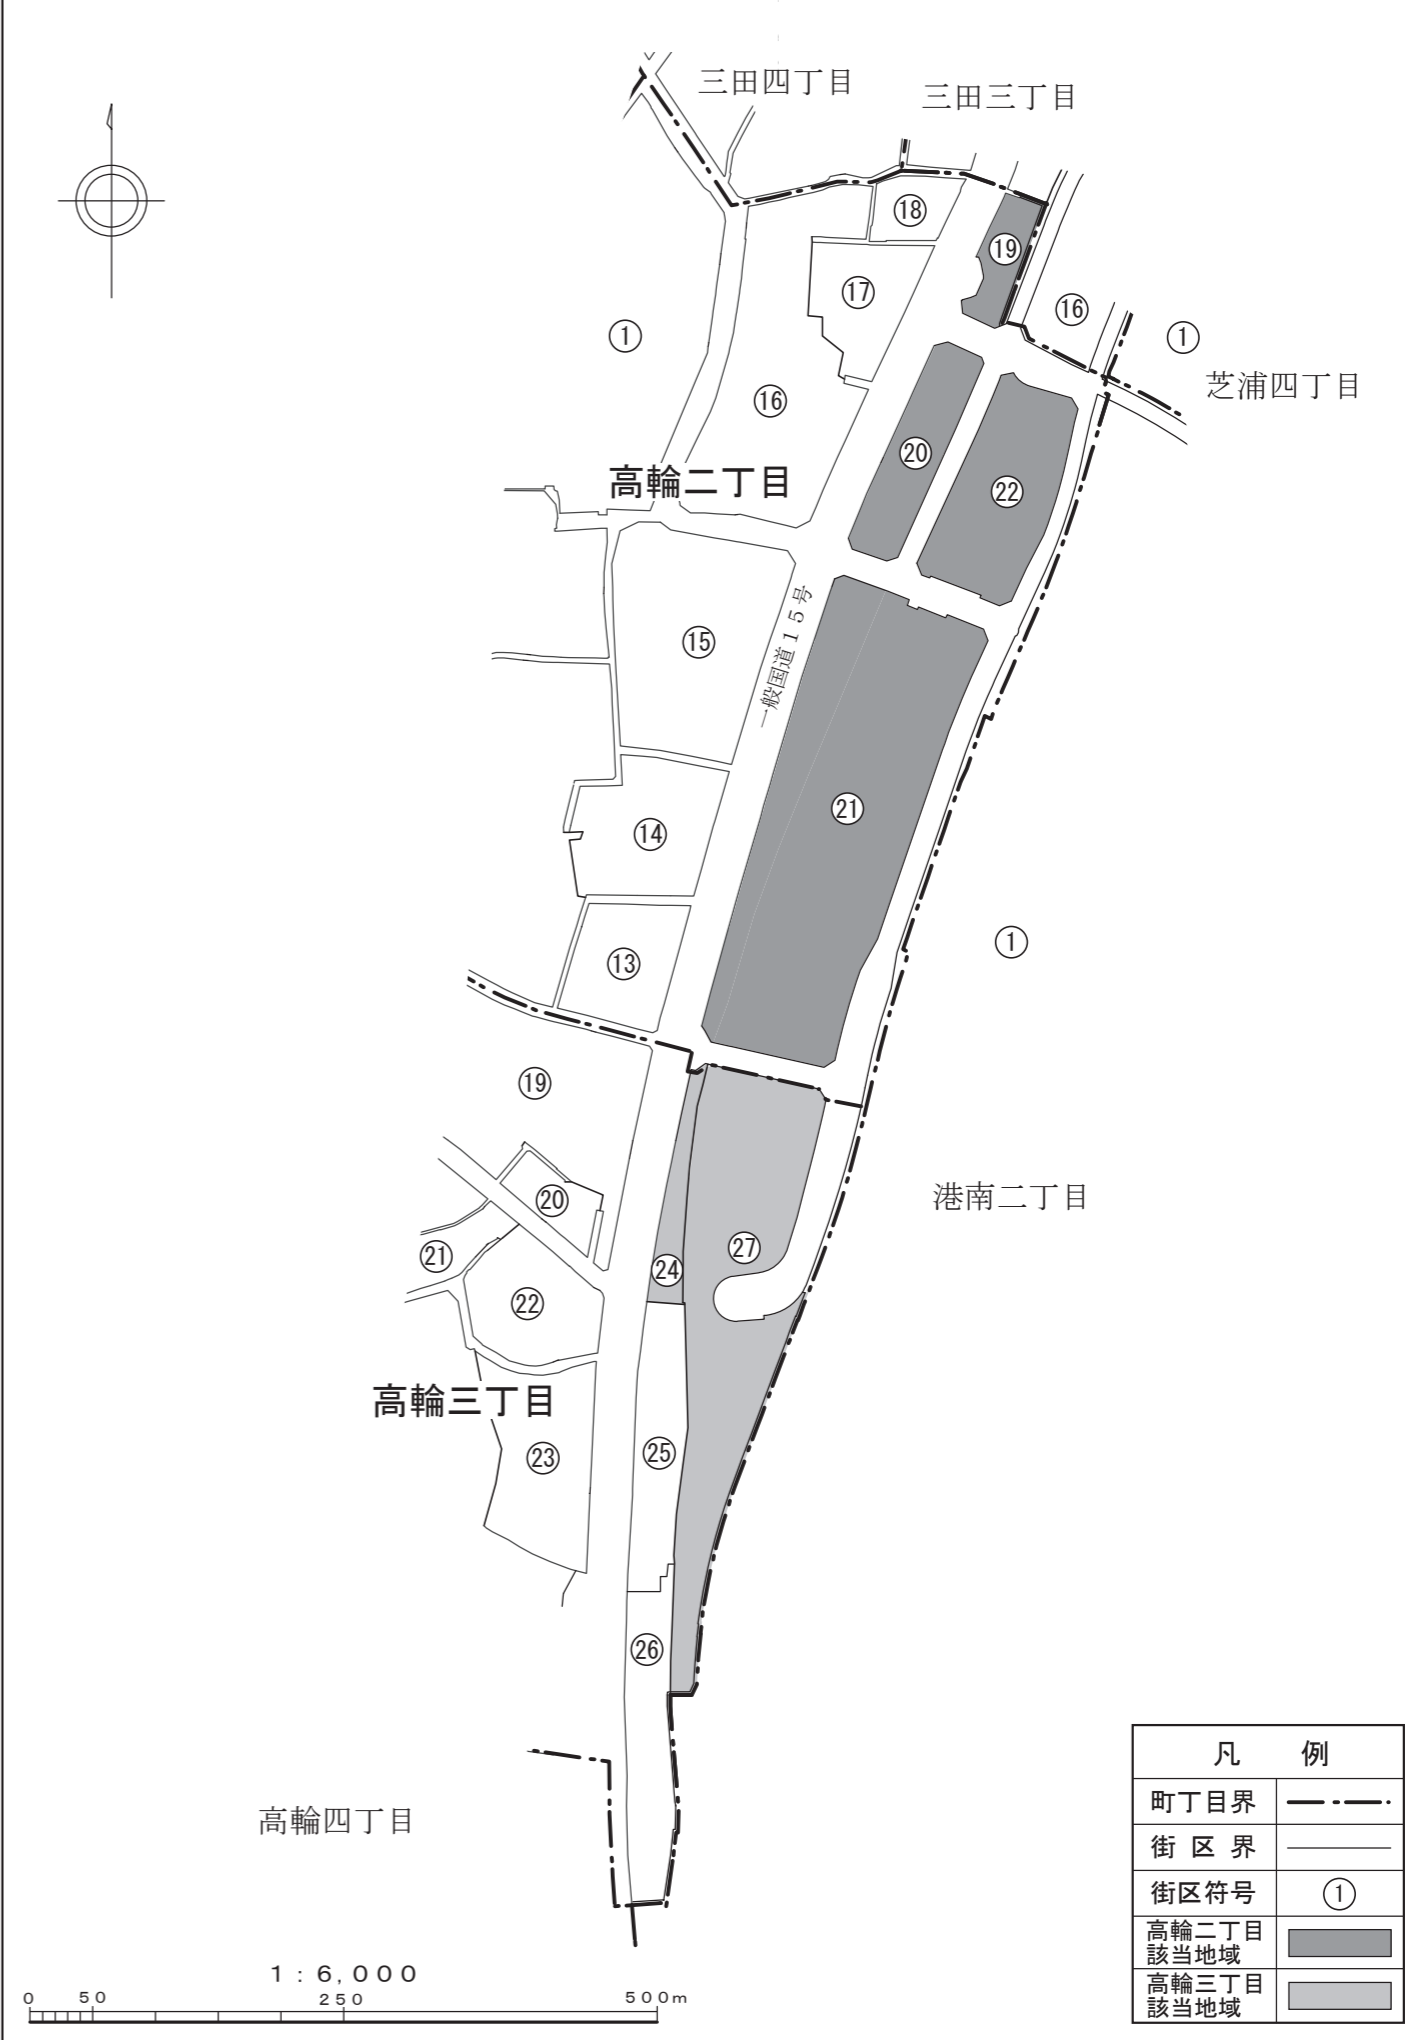 三田四丁目
三田三丁目
⑱
⑲
⑰
⑯
①
①
芝浦四丁目
⑯
⑳
高輪二丁目
㉒
一般国道15号
⑮
㉑
⑭
①
⑬
⑲
港南二丁目
⑳
㉗
㉑
㉔
㉒
高輪三丁目
㉕
㉓
㉖
高輪四丁目
凡 例
町丁目界
街区界
街区符号 ①
高輪二丁目
該当地域
高輪三丁目
該当地域
1:6,000
0 50 250 500m